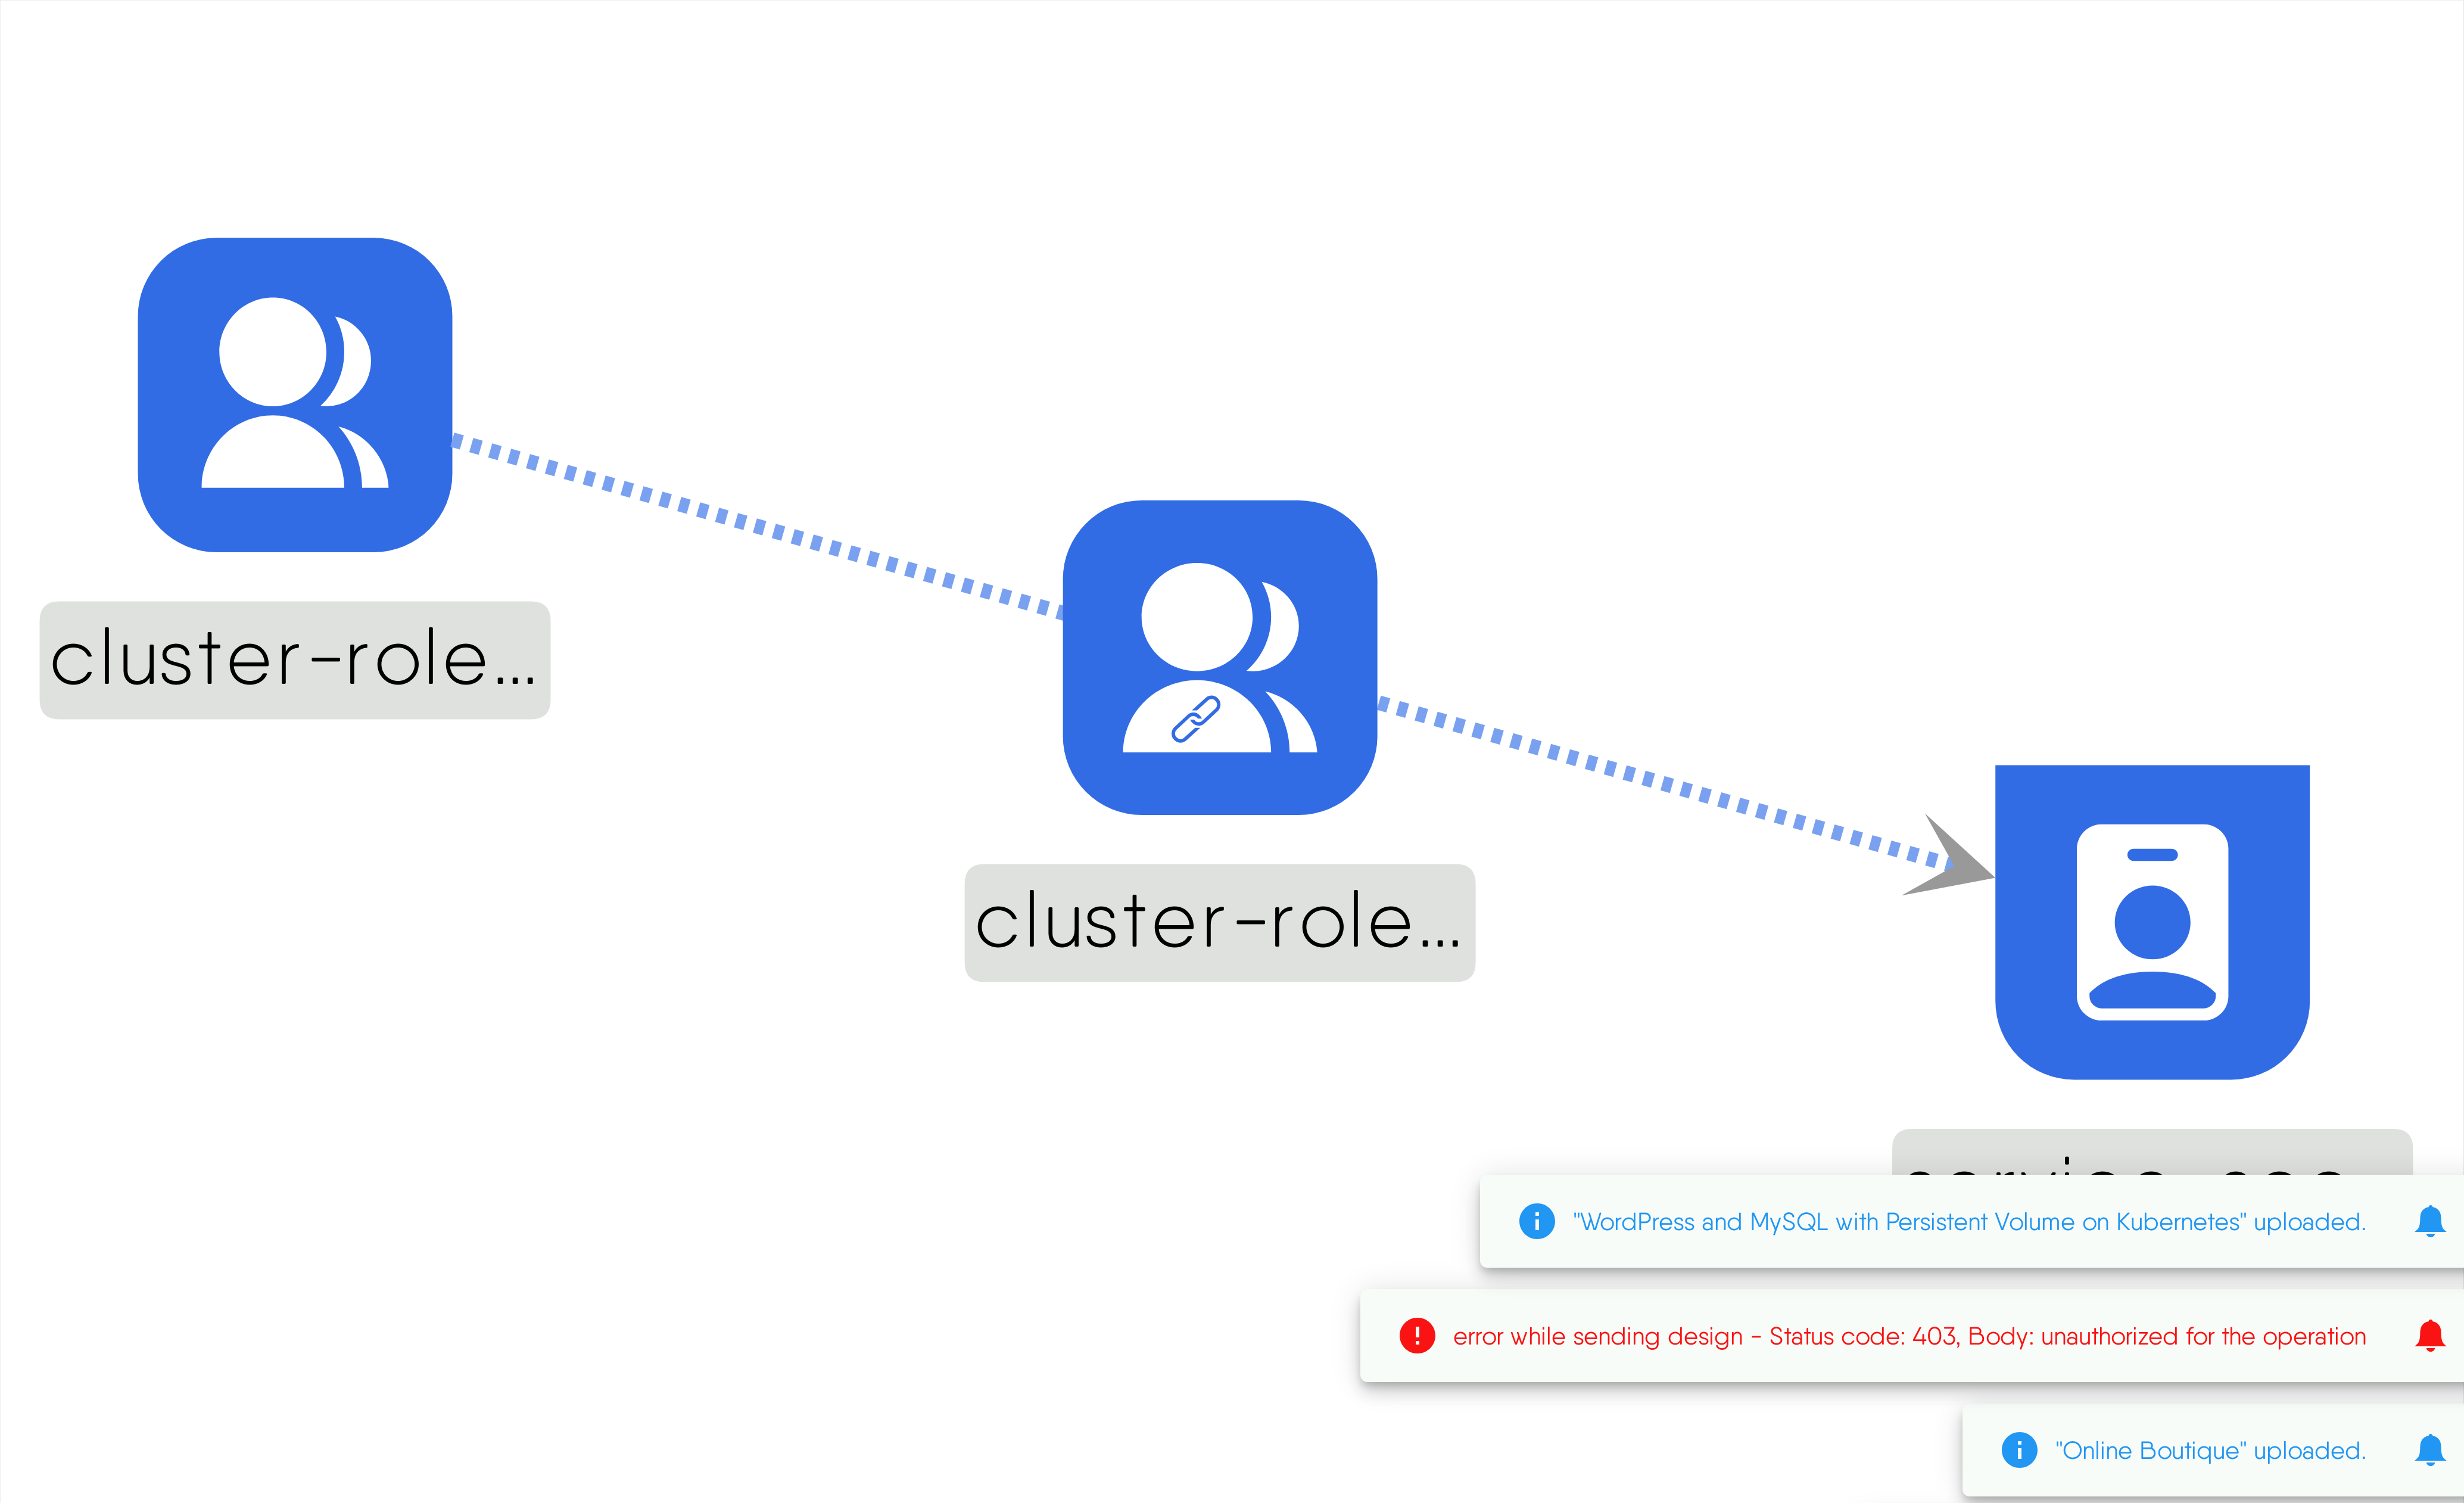 cluster-role...
cluster-role...
"WordPress and MySQL with Persistent Volume on Kubernetes" uploaded.
error while sending design - Status code: 403, Body: unauthorized for the operation
"Online Boutique" uploaded.